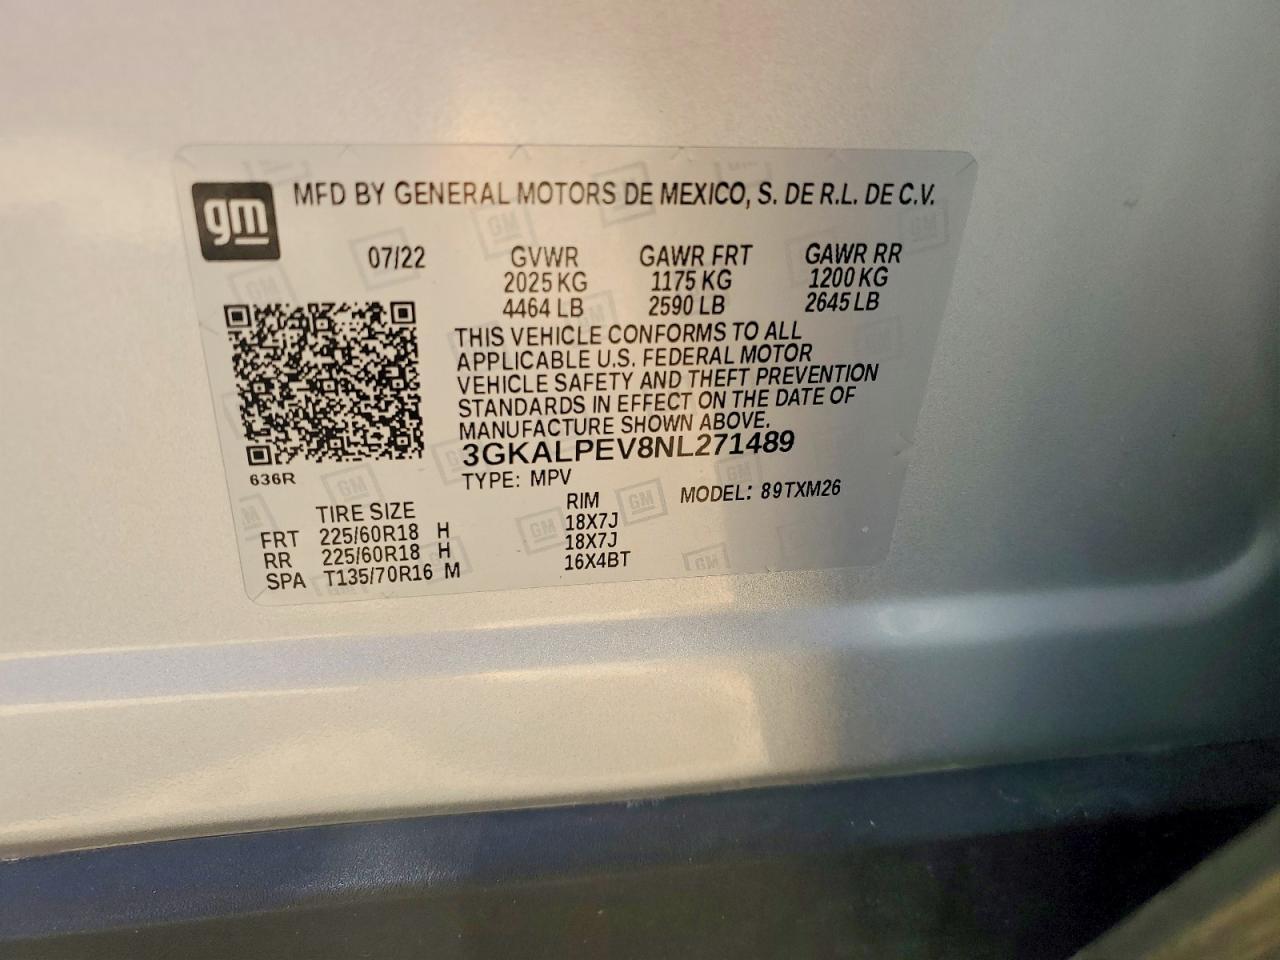 gm MFD BY GENERAL MOTORS DE MEXICO, S. DE R.L. DE C.V.
07/22 GVWR GAWR FRT GAWR RR
2025 KG 1175 KG 1200 KG
4464 LB 2590 LB 2645 LB
THIS VEHICLE CONFORMS TO ALL
APPLICABLE U.S. FEDERAL MOTOR
VEHICLE SAFETY AND THEFT PREVENTION
STANDARDS IN EFFECT ON THE DATE OF
MANUFACTURE SHOWN ABOVE.
3GKALPEV8NL271489
636R
TYPE: MPV MODEL: 89TXM26
TIRE SIZE RIM
FRT 225/60R18 H 18X7J
RR 225/60R18 H 18X7J
SPA T135/70R16 M 16X4BT